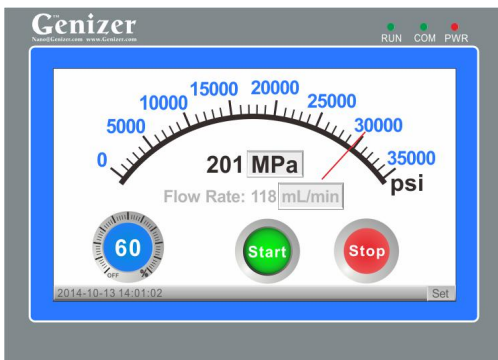 Genizer
Nano@Genizer.com www.Genizer.com
RUN COM PWR
0 5000 10000 15000 20000 25000 30000 35000
psi
201 MPa
Flow Rate: 118 mL/min
60
OFF %
Start
Stop
2014-10-13 14:01:02 Set